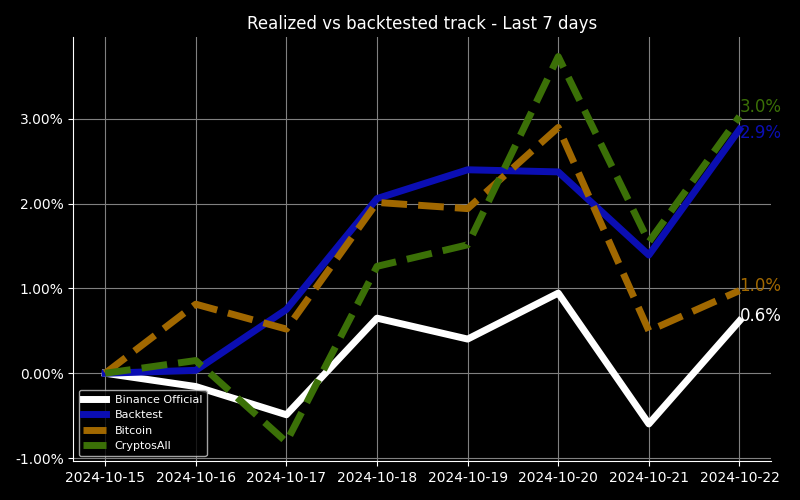 Realized vs backtested track - Last 7 days
3.00%
2.00%
1.00%
0.00%
-1.00%
3.0%
2.9%
1.0%
0.6%
Binance Official
Backtest
Bitcoin
CryptosAll
2024-10-15 2024-10-16 2024-10-17 2024-10-18 2024-10-19 2024-10-20 2024-10-21 2024-10-22